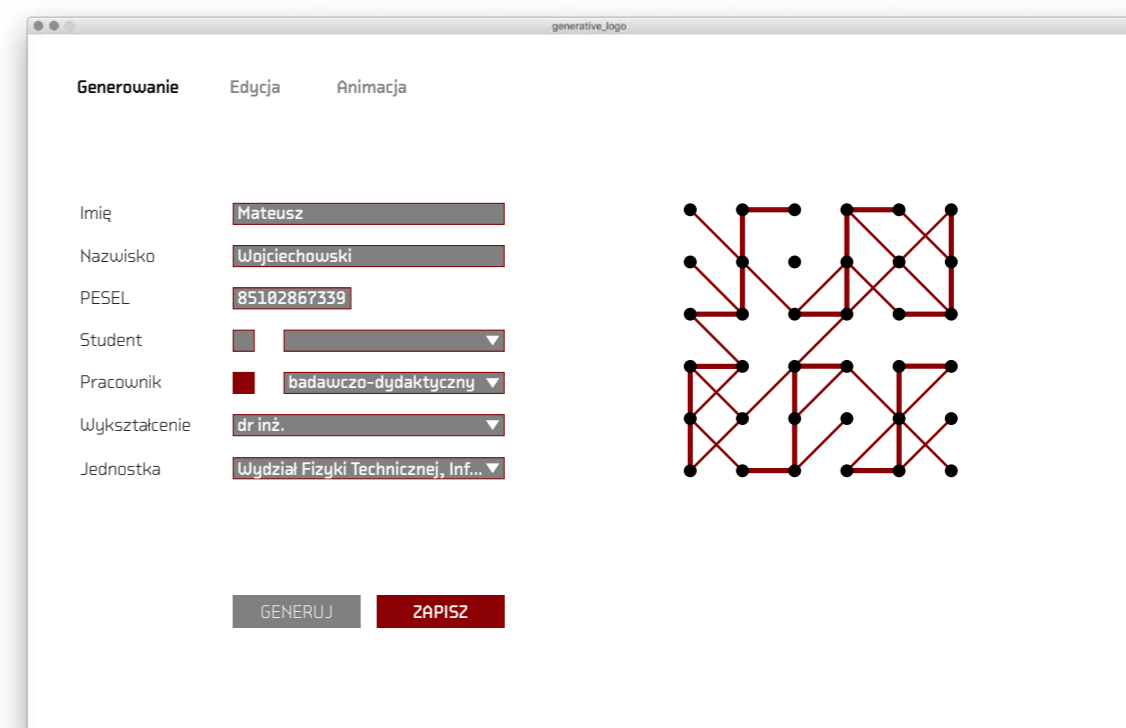 generative_logo
Generowanie Edycja Animacja
Imię Mateusz
Nazwisko Wojciechowski
PESEL 85102867339
Student
Pracownik badawczo-dydaktyczny
Wykształcenie dr inż.
Jednostka Wydział Fizyki Technicznej, Inf...
GENERUJ ZAPISZ